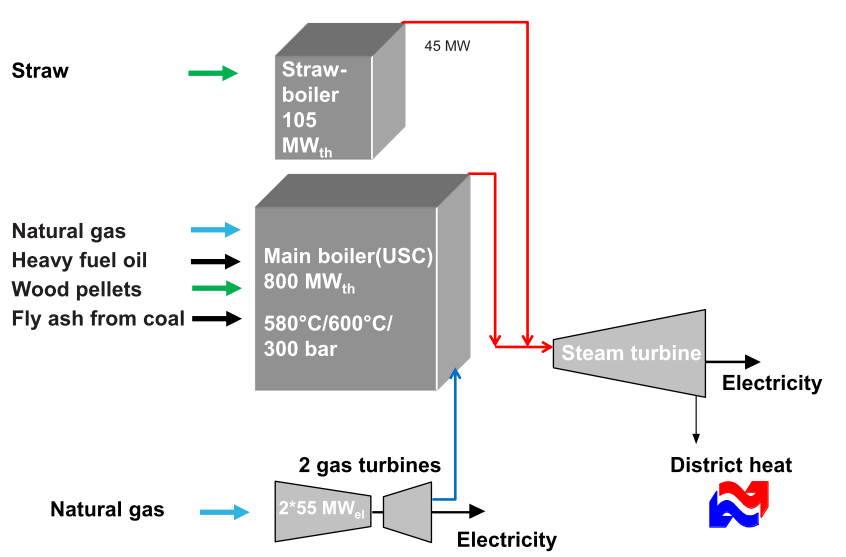 Straw
Straw-
boiler
105
MWth
45 MW
Natural gas
Heavy fuel oil
Wood pellets
Fly ash from coal
Main boiler(USC)
800 MWth
580°C/600°C/
300 bar
Steam turbine
Electricity
District heat
2 gas turbines
Natural gas
2*55 MWel
Electricity